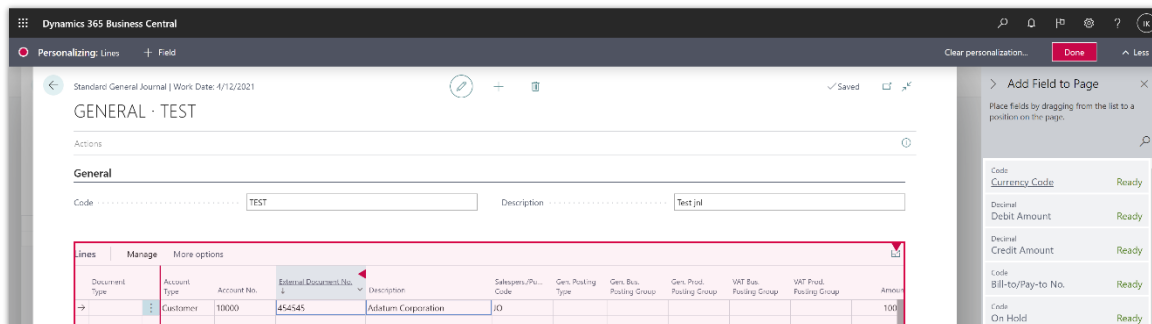 Dynamics 365 Business Central
Personalizing: Lines + Field Clear personalization... Done Less
Standard General Journal | Work Date: 4/12/2021 Saved
GENERAL · TEST
Actions
General
Code TEST Description Test jnl
Lines Manage More options
Document Type Account Type Account No. External Document No. Description Salespers./Pu... Code Gen. Posting Type Gen. Bus. Posting Group Gen. Prod. Posting Group VAT Bus. Posting Group VAT Prod. Posting Group Amoun
Customer 10000 454545 Adatum Corporation JO 100
Add Field to Page
Place fields by dragging from the list to a
position on the page.
Code
Currency Code Ready
Decimal
Debit Amount Ready
Decimal
Credit Amount Ready
Code
Bill-to/Pay-to No. Ready
Code
On Hold Ready